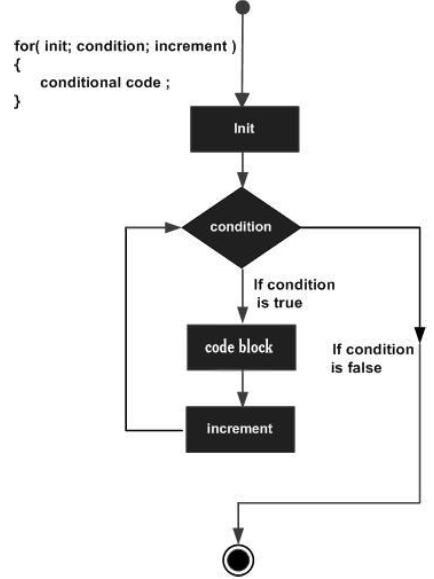 for( init; condition; increment )
{
conditional code ;
}
Init
condition
If condition
is true
code block
If condition
is false
increment